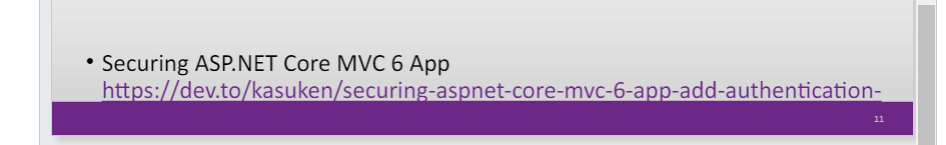 • Securing ASP.NET Core MVC 6 App
https://dev.to/kasuken/securing-aspnet-core-mvc-6-app-add-authentication-
11